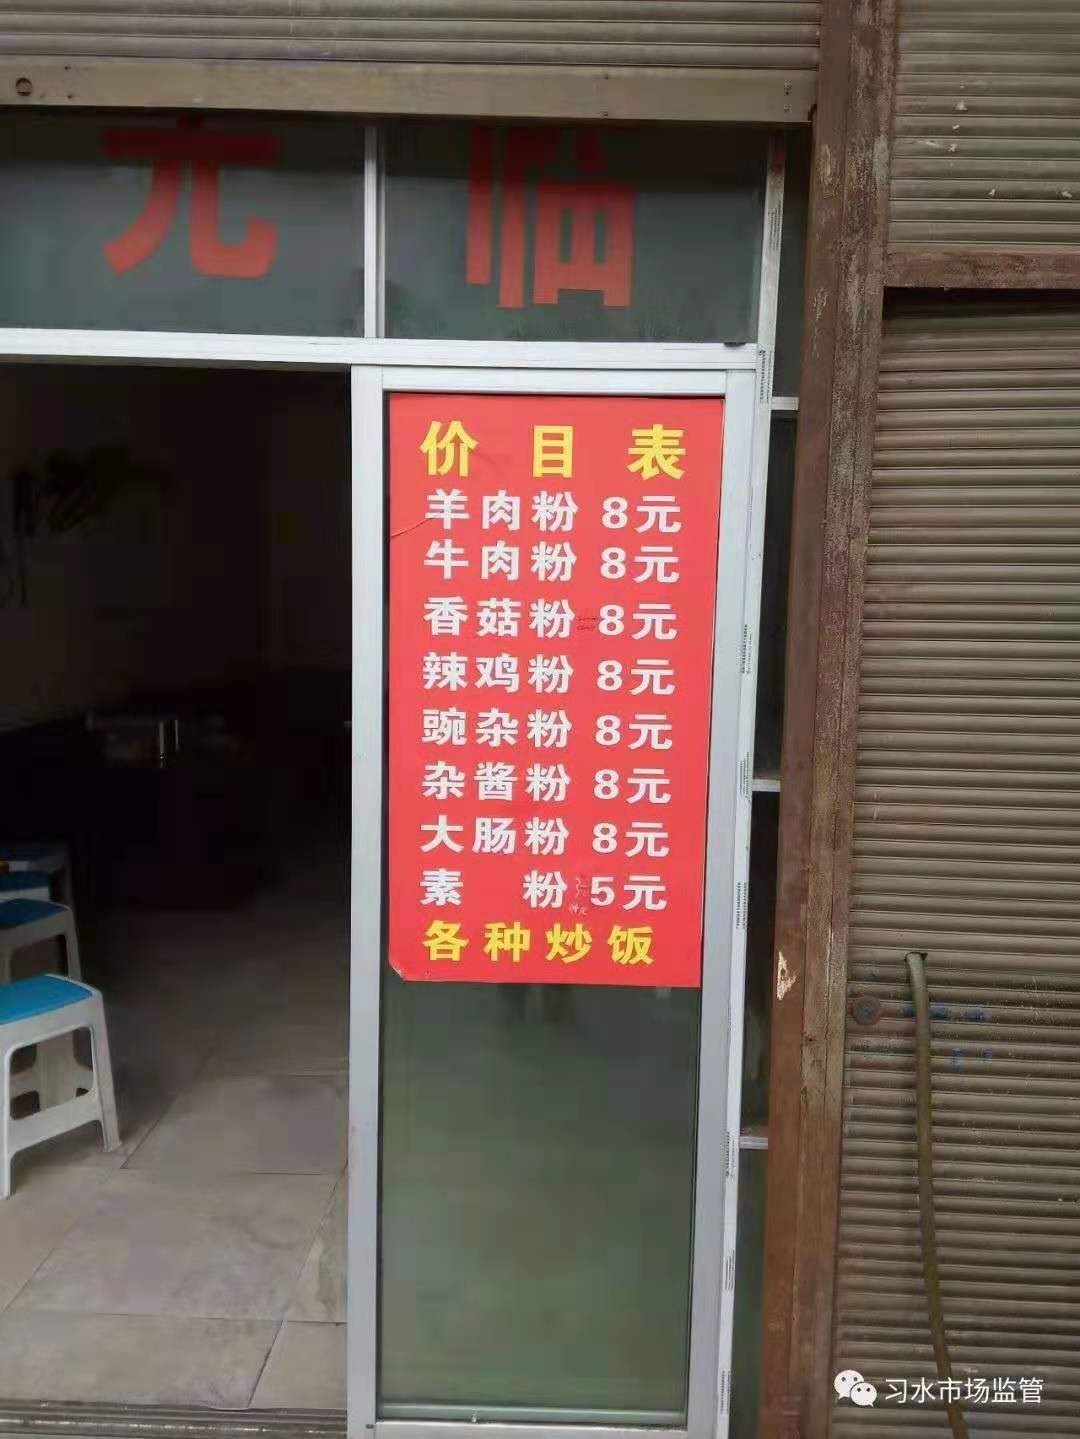 光临
价目表
羊肉粉 8元
牛肉粉 8元
香菇粉 8元
辣鸡粉 8元
豌杂粉 8元
杂酱粉 8元
大肠粉 8元
素 粉 5元
各种炒饭
习水市场监管